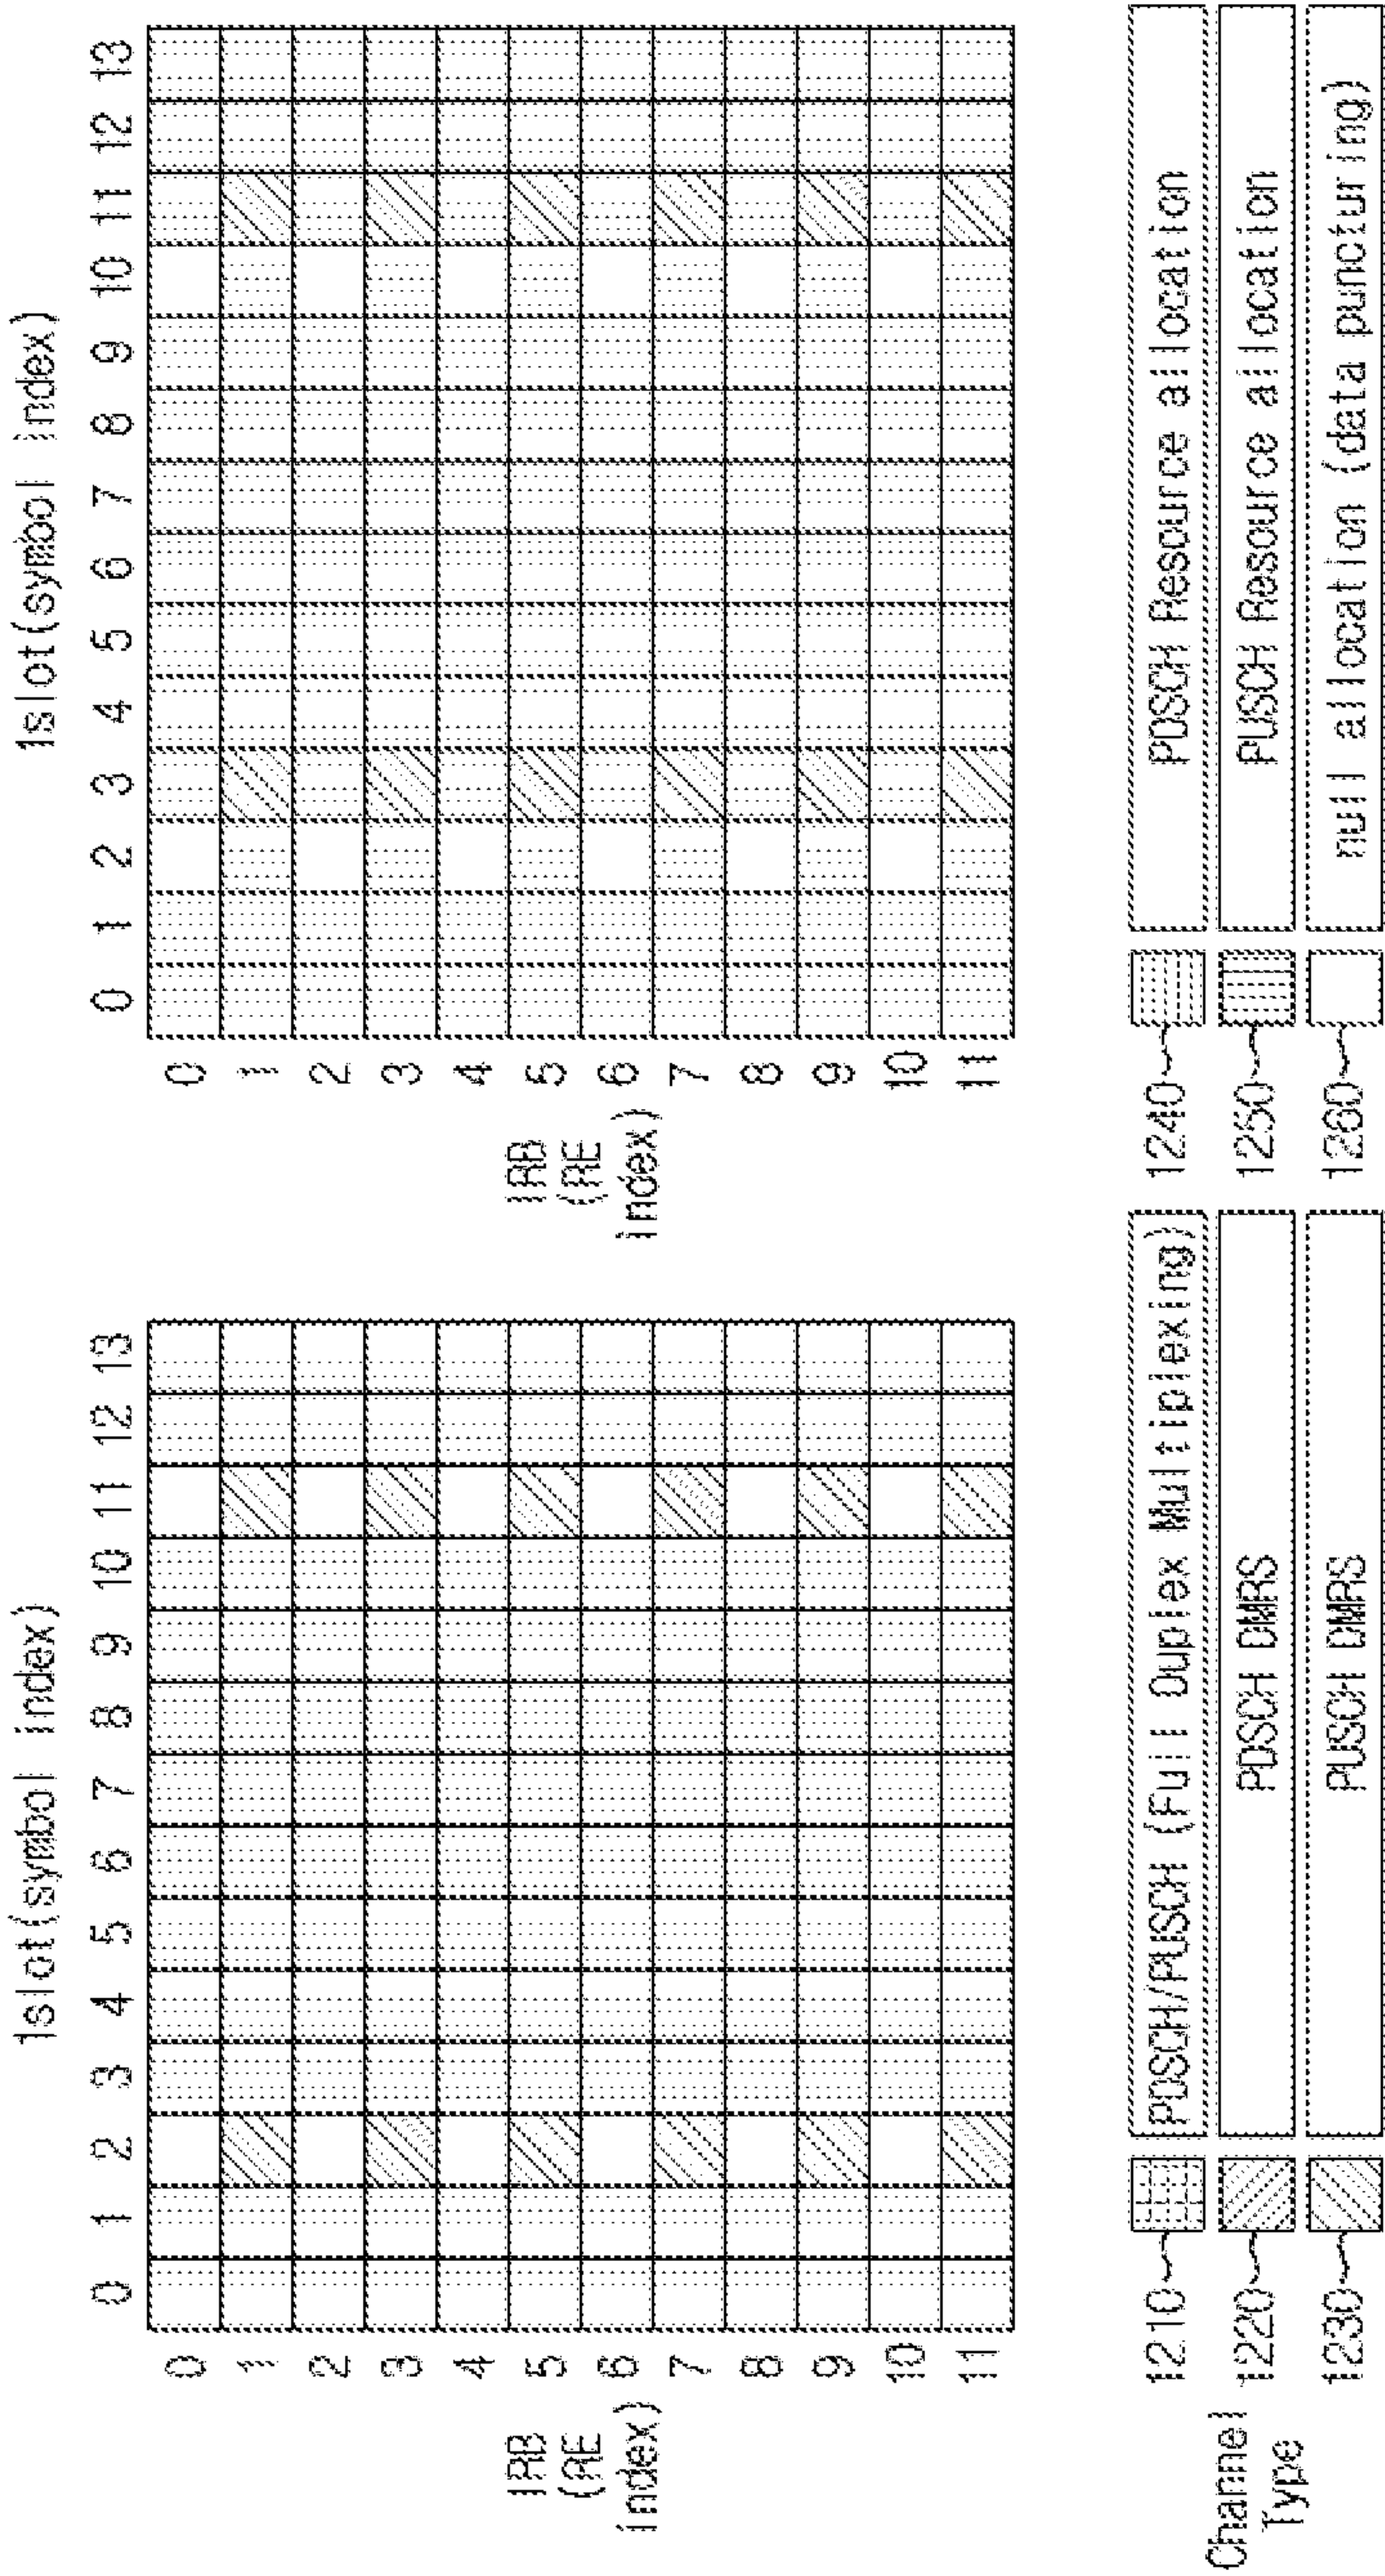 1slot(symbol index)
0 1 2 3 4 5 6 7 8 9 10 11 12 13
1RB
(RE
index)
0
1
2
3
4
5
6
7
8
9
10
11
1slot(symbol index)
0 1 2 3 4 5 6 7 8 9 10 11 12 13
1RB
(RE
index)
0
1
2
3
4
5
6
7
8
9
10
11
Channel
Type
1210 PDSCH/PUSCH (Full Duplex Multiplexing)
1220 PDSCH DMRS
1230 PUSCH DMRS
1240 PDSCH Resource allocation
1250 PUSCH Resource allocation
1260 null allocation (data puncturing)